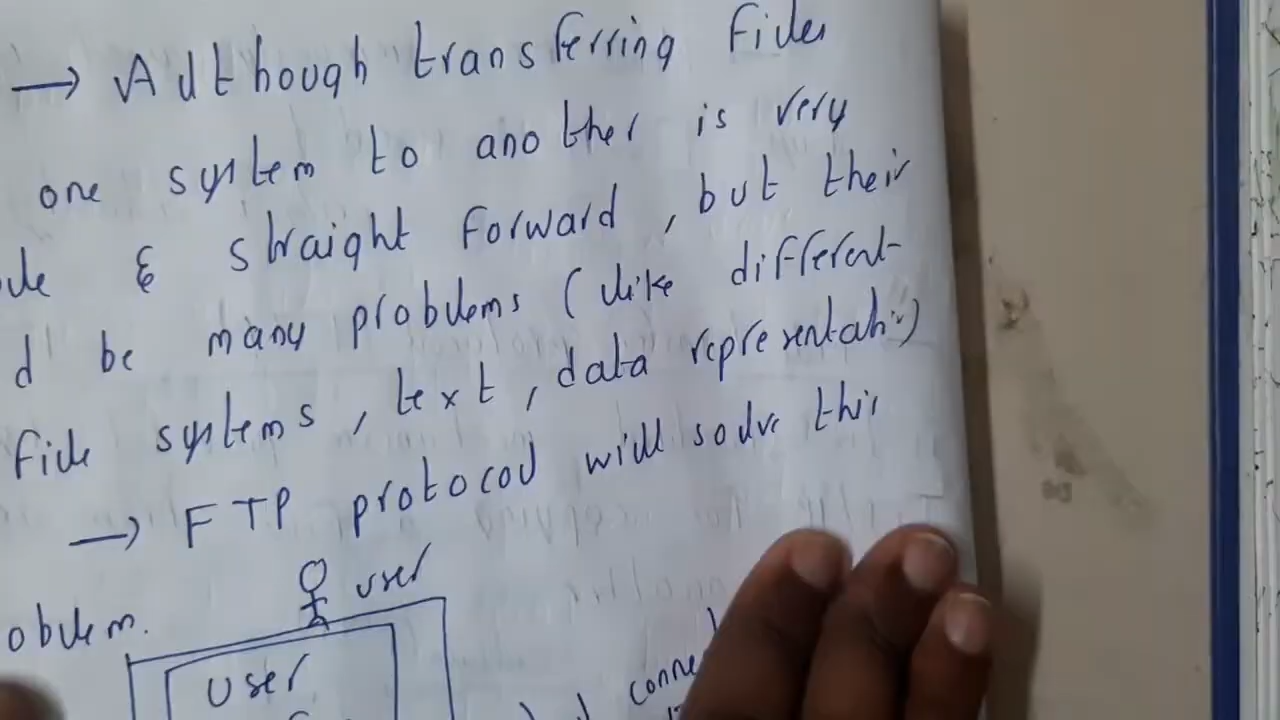 → Although transferring files
one system to another is very
& straight forward, but their
d be many problems (like different
file systems, text, data representation)
→ FTP protocol will solve this
user
oblem.
User
conne